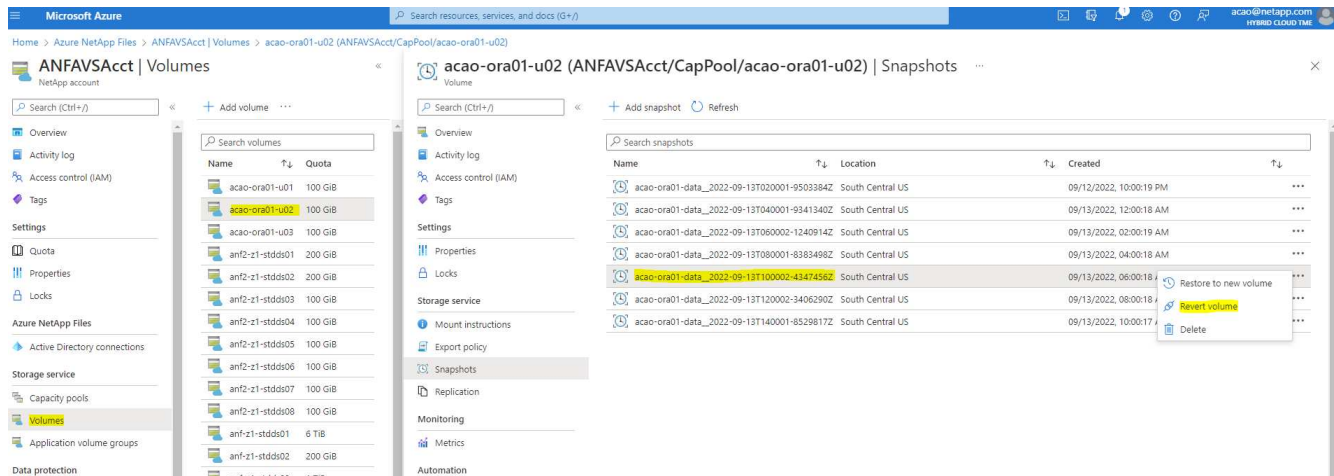 Microsoft Azure
Search resources, services, and docs (G+/)
acao@netapp.com
HYBRID CLOUD TME
Home > Azure NetApp Files > ANFAVSAcct | Volumes > acao-ora01-u02 (ANFAVSAcct/CapPool/acao-ora01-u02)
ANFAVSAcct | Volumes
NetApp account
Search (Ctrl+/)
Overview
Activity log
Access control (IAM)
Tags
Settings
Quota
Properties
Locks
Azure NetApp Files
Active Directory connections
Storage service
Capacity pools
Volumes
Application volume groups
Data protection
+ Add volume ...
Search volumes
Name ↑↓ Quota
acao-ora01-u01 100 GiB
acao-ora01-u02 100 GiB
acao-ora01-u03 100 GiB
anf2-z1-stdds01 200 GiB
anf2-z1-stdds02 200 GiB
anf2-z1-stdds03 100 GiB
anf2-z1-stdds04 100 GiB
anf2-z1-stdds05 100 GiB
anf2-z1-stdds06 100 GiB
anf2-z1-stdds07 100 GiB
anf2-z1-stdds08 100 GiB
anf-z1-stdds01 6 TiB
anf-z1-stdds02 200 GiB
acao-ora01-u02 (ANFAVSAcct/CapPool/acao-ora01-u02) | Snapshots ...
Volume
Search (Ctrl+/)
Overview
Activity log
Access control (IAM)
Tags
Settings
Properties
Locks
Storage service
Mount instructions
Export policy
Snapshots
Replication
Monitoring
Metrics
Automation
+ Add snapshot Refresh
Search snapshots
Name ↑↓ Location ↑↓ Created ↑↓
acao-ora01-data_2022-09-13T020001-9503384Z South Central US 09/12/2022, 10:00:19 PM ...
acao-ora01-data_2022-09-13T040001-9341340Z South Central US 09/13/2022, 12:00:18 AM ...
acao-ora01-data_2022-09-13T060002-1240914Z South Central US 09/13/2022, 02:00:19 AM ...
acao-ora01-data_2022-09-13T080001-8383498Z South Central US 09/13/2022, 04:00:18 AM ...
acao-ora01-data_2022-09-13T100002-4347456Z South Central US 09/13/2022, 06:00:18 ...
acao-ora01-data_2022-09-13T120002-3406290Z South Central US 09/13/2022, 08:00:18 ...
acao-ora01-data_2022-09-13T140001-8529817Z South Central US 09/13/2022, 10:00:17 ...
Restore to new volume
Revert volume
Delete